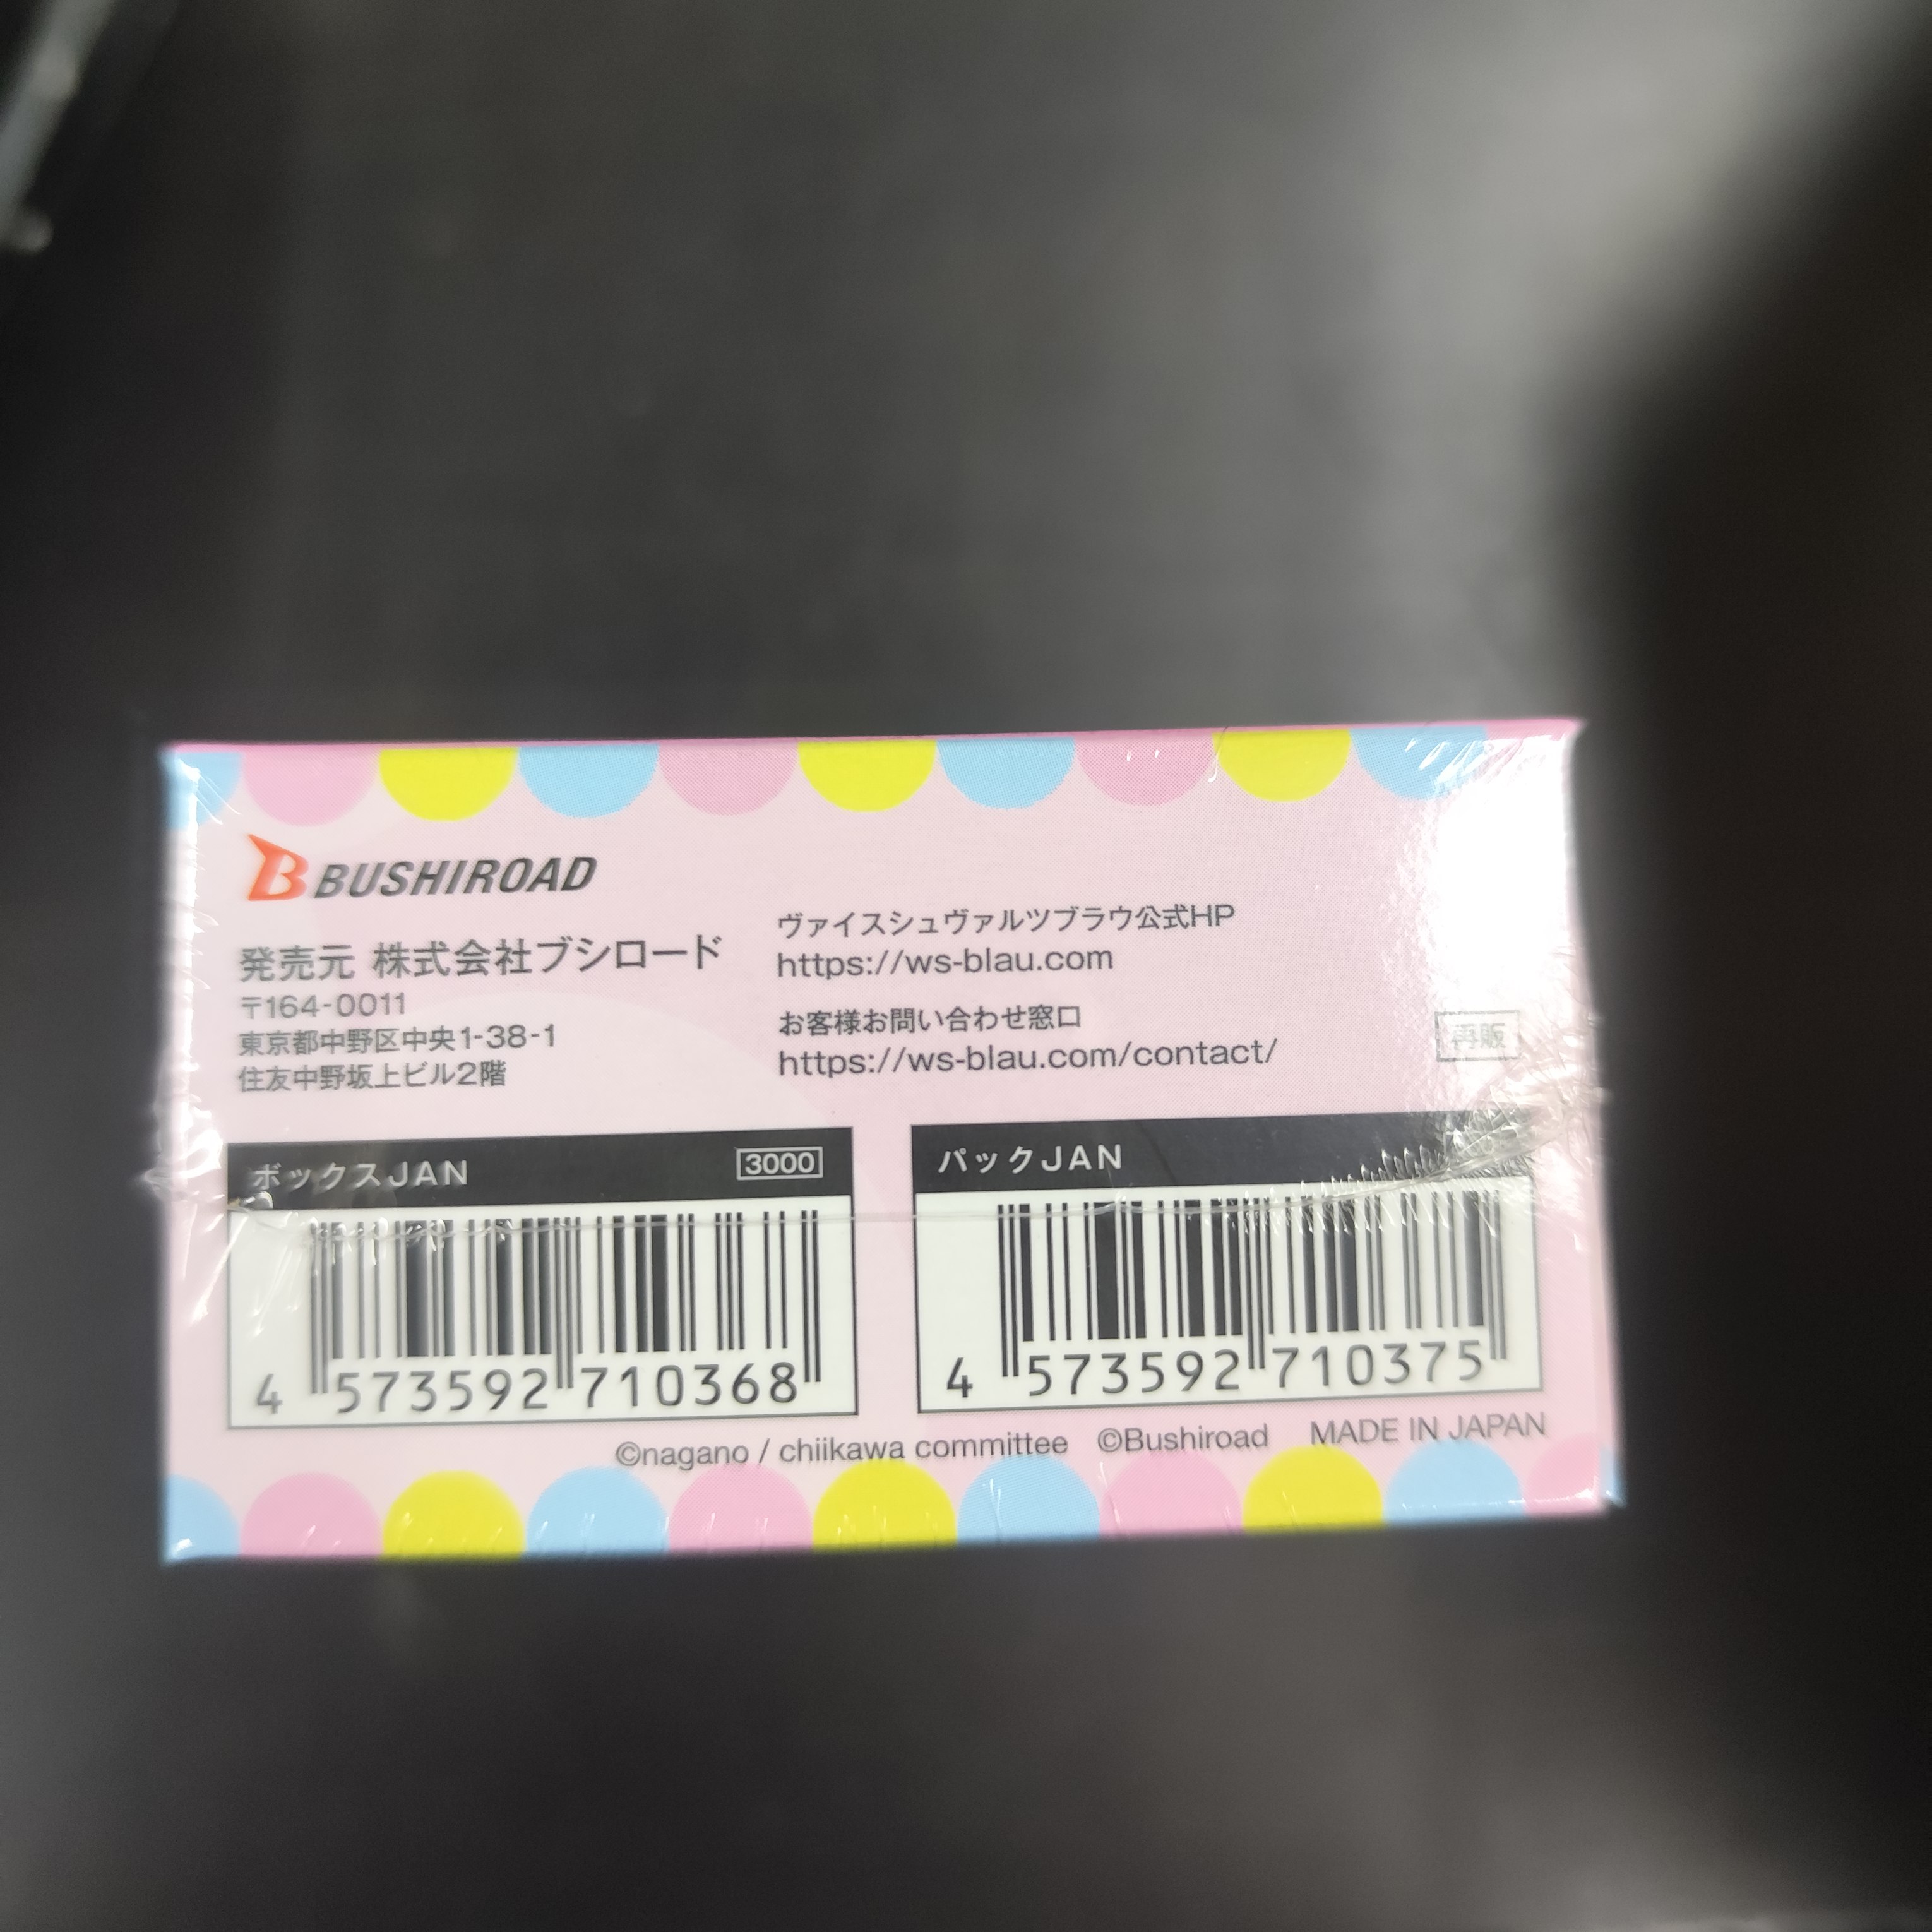 BUSHIROAD
発売元 株式会社ブシロード
〒164-0011
東京都中野区中央1-38-1
住友中野坂上ビル2階
ヴァイスシュヴァルツブラウ公式HP
https://ws-blau.com
お客様お問い合わせ窓口
https://ws-blau.com/contact/
再販
ボックスJAN 3000
4 573592 710368
パックJAN
4 573592 710375
©nagano / chiikawa committee ©Bushiroad MADE IN JAPAN